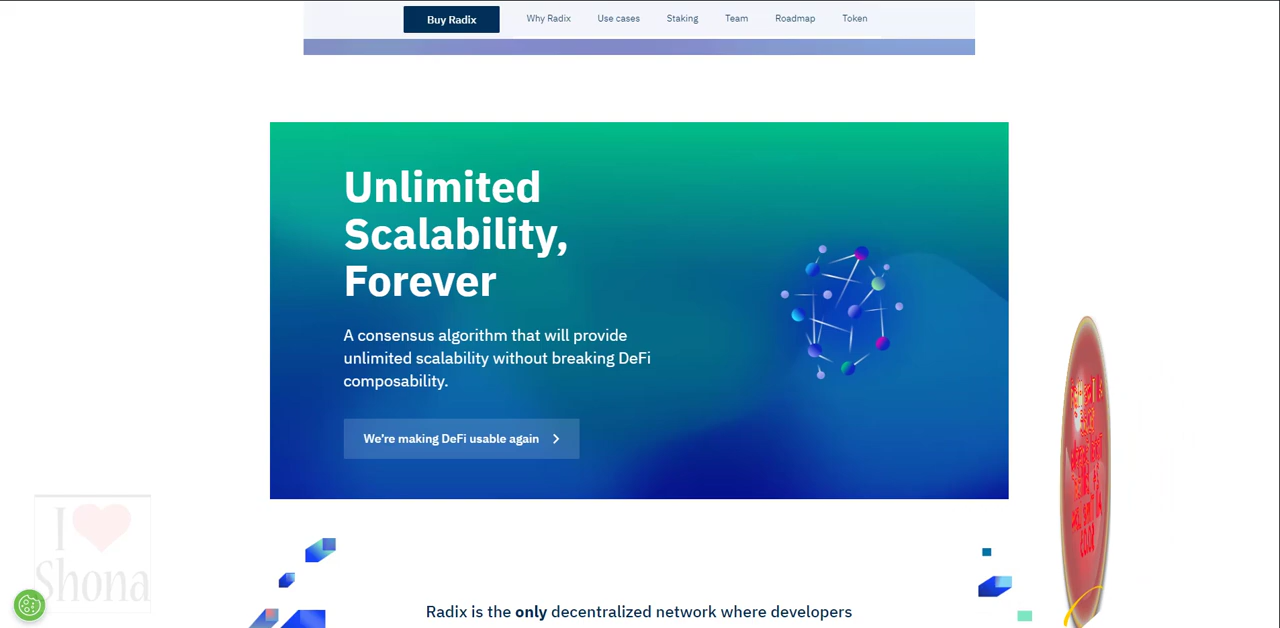 Buy Radix
Why Radix
Use cases
Staking
Team
Roadmap
Token
Unlimited
Scalability,
Forever
A consensus algorithm that will provide
unlimited scalability without breaking DeFi
composability.
We're making DeFi usable again
I
Shona
Radix is the only decentralized network where developers